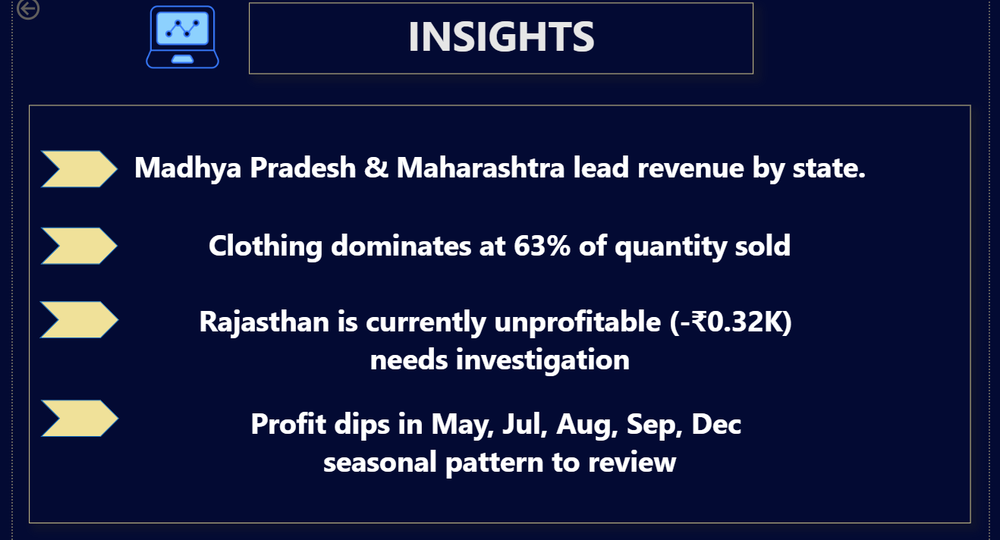 INSIGHTS
Madhya Pradesh & Maharashtra lead revenue by state.
Clothing dominates at 63% of quantity sold
Rajasthan is currently unprofitable (-₹0.32K)
needs investigation
Profit dips in May, Jul, Aug, Sep, Dec
seasonal pattern to review